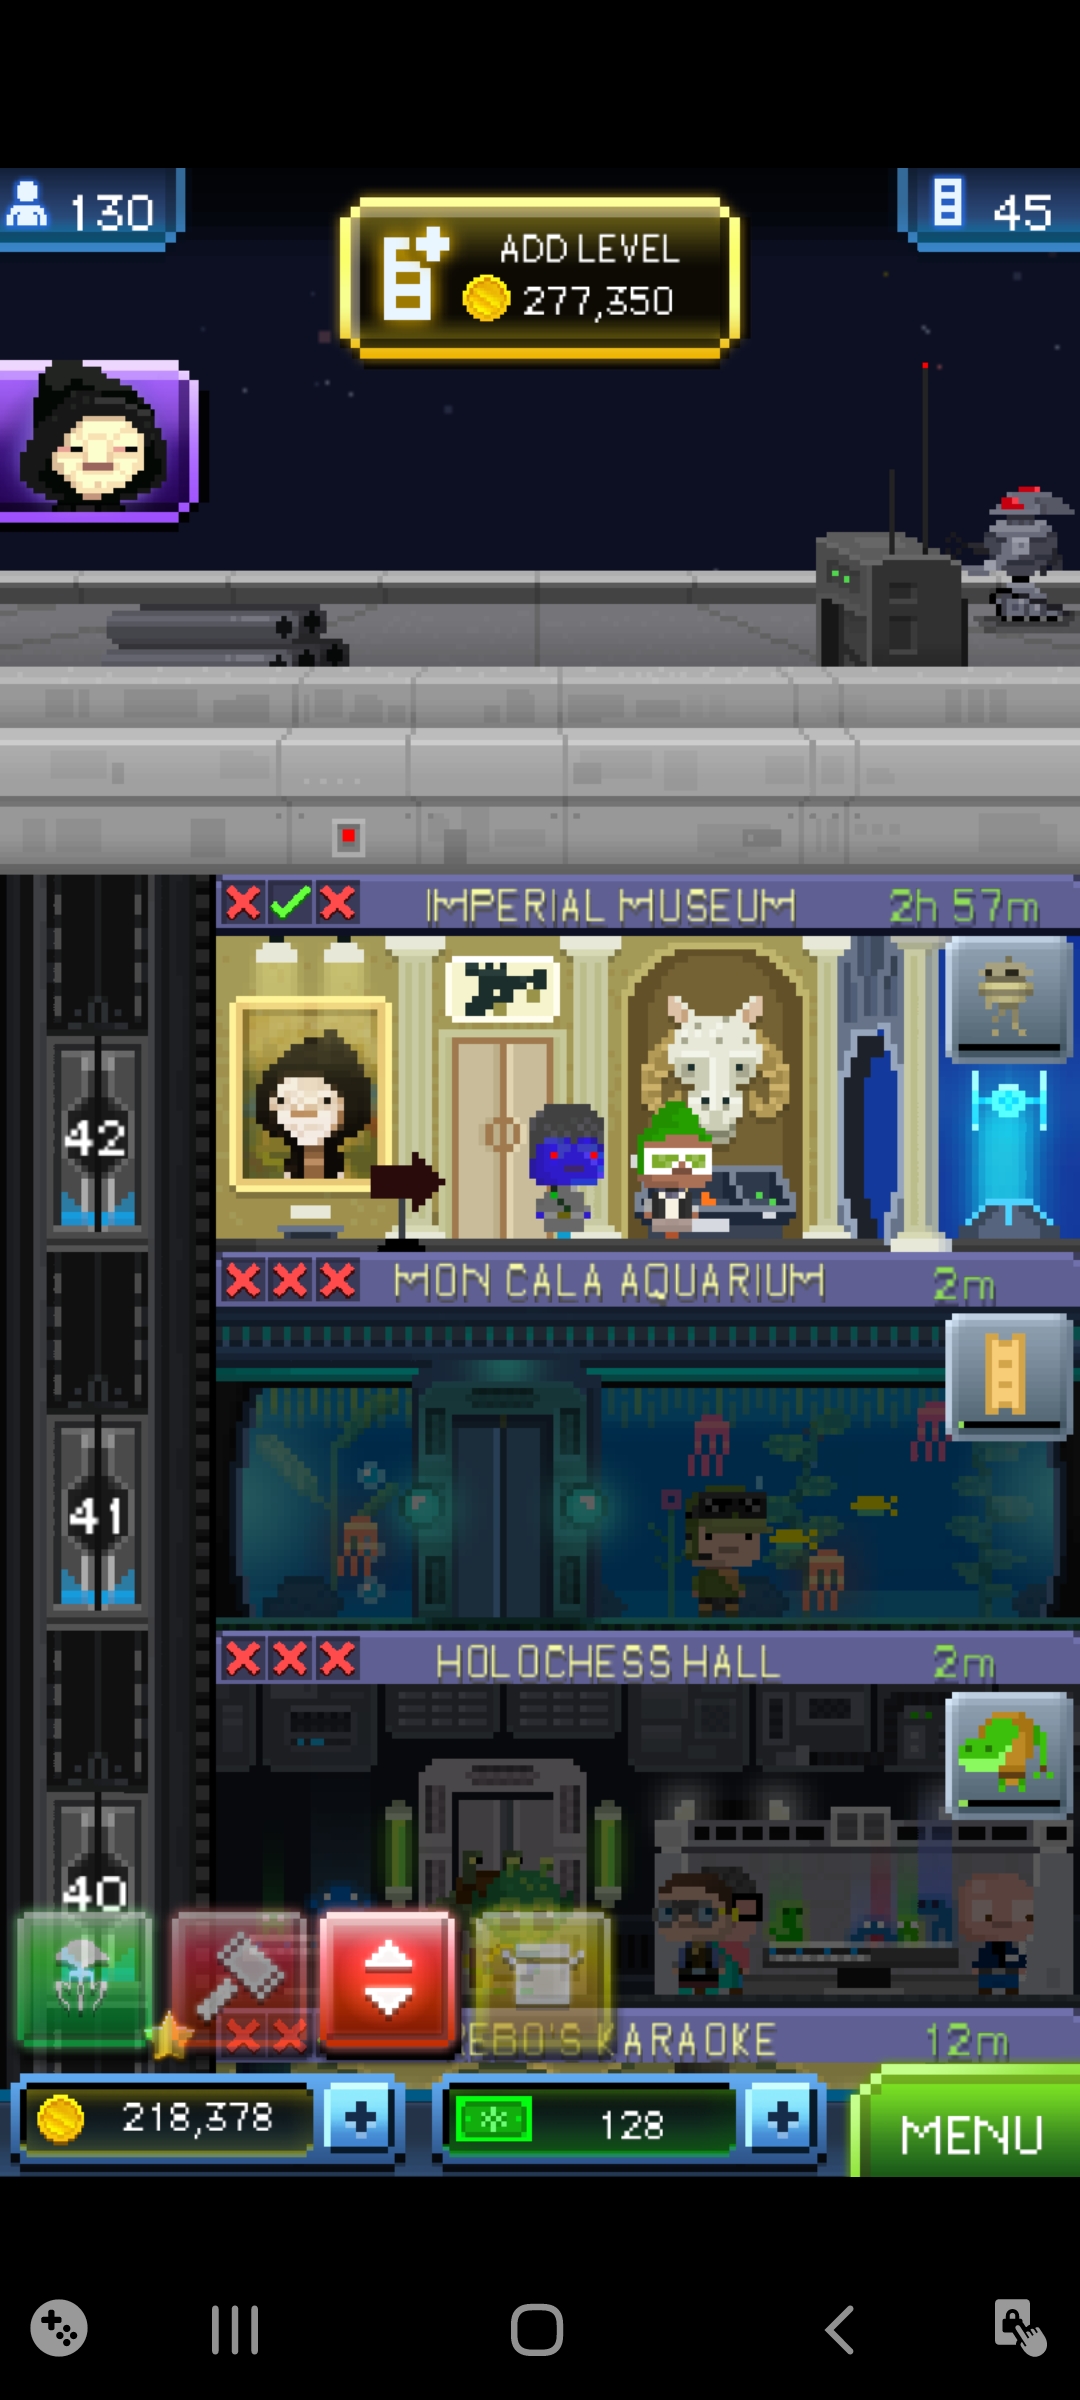 130
ADD LEVEL
277,350
45
IMPERIAL MUSEUM 2h 57m
42
MON CALA AQUARIUM 2m
41
HOLOCHESS HALL 2m
40
REBO'S KARAOKE 12m
218,378
128
MENU